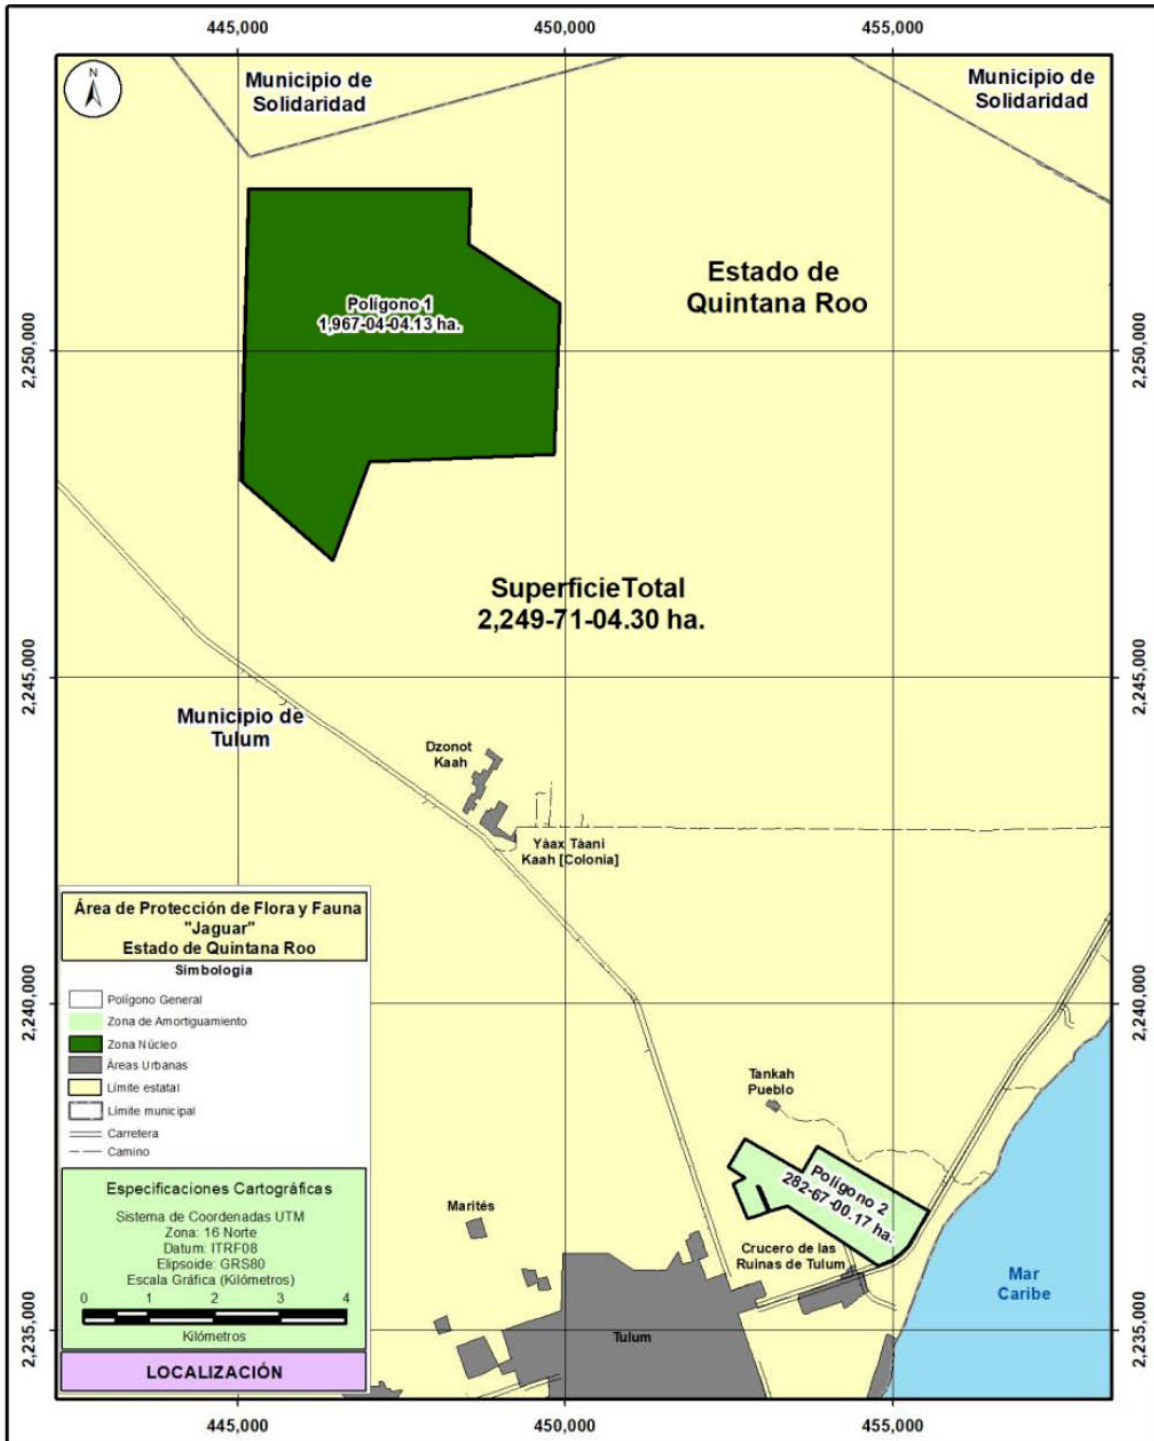 445,000
450,000
455,000
N
Municipio de
Solidaridad
Municipio de
Solidaridad
Estado de
Quintana Roo
Polígono 1
1,967-04-04.13 ha.
2,250,000
2,250,000
SuperficieTotal
2,249-71-04.30 ha.
2,245,000
2,245,000
Municipio de
Tulum
Dzonot
Kaah
Yàax Tàani
Kaah [Colonia]
Área de Protección de Flora y Fauna
"Jaguar"
Estado de Quintana Roo
Simbologia
Polígono General
Zona de Amortiguamiento
Zona Núcleo
Áreas Urbanas
Límite estatal
Límite municipal
Carretera
Camino
2,240,000
2,240,000
Tankah
Pueblo
Polígono 2
282-67-00.17 ha.
Especificaciones Cartográficas
Sistema de Coordenadas UTM
Zona: 16 Norte
Datum: ITRF08
Elipsoide: GRS80
Escala Gráfica (Kilómetros)
0 1 2 3 4
Kilómetros
LOCALIZACIÓN
Marités
Crucero de las
Ruinas de Tulum
Mar
Caribe
Tulum
2,235,000
2,235,000
445,000
450,000
455,000